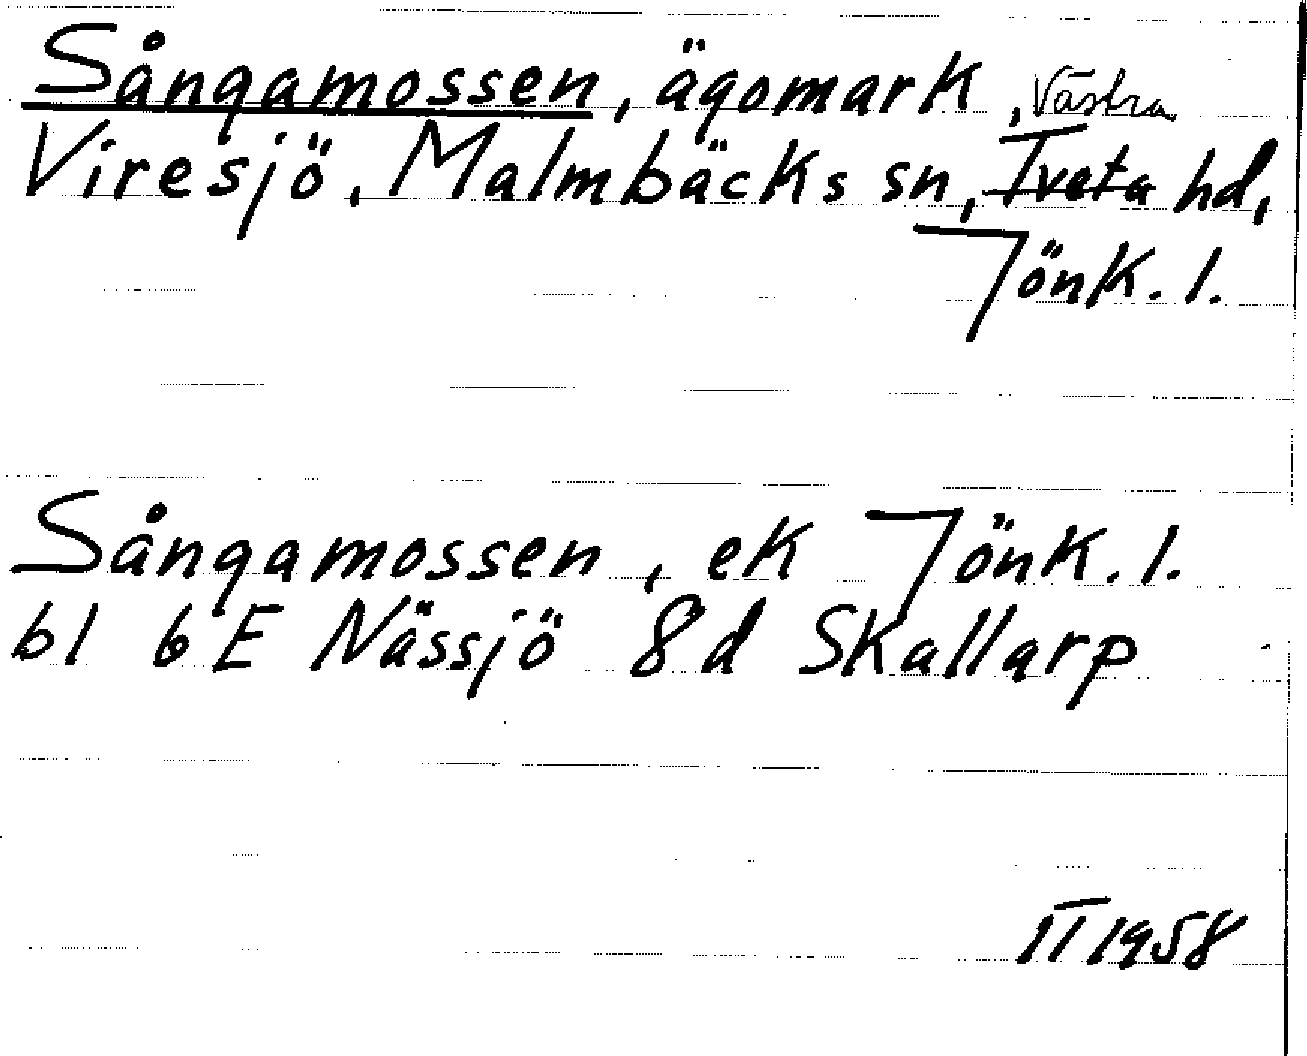 Sångamossen, ägomark, Västra
Viresjö, Malmbäcks sn, Tveta hd,
Jönk. l.
Sångamossen, ek Jönk. l.
bl 6E Nässjö 8d Skallarp
II 1958